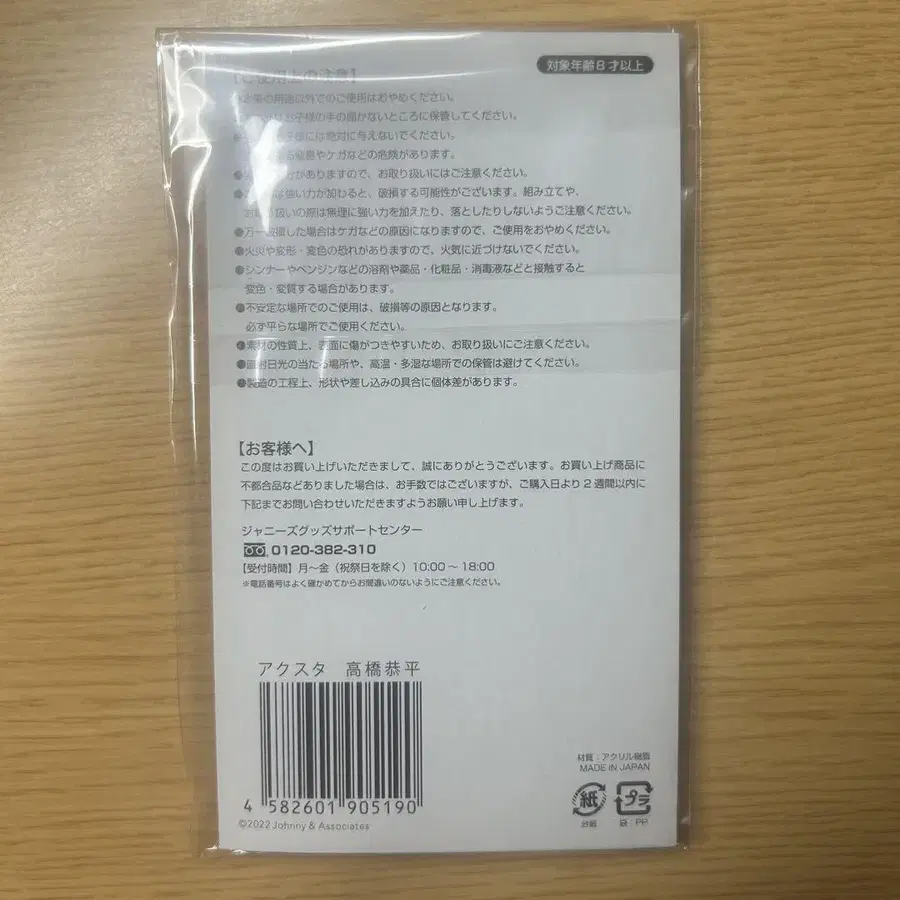 対象年齢8才以上
使用上の注意】
の用途以外でのご使用はおやめください。
お子様の手の届かないところに保管してください。
には絶対に与えないでください。
窒息やケガなどの危険があります。
がありますので、お取り扱いにはご注意ください。
強い力が加わると、破損する可能性がございます。組み立てや、
扱いの際は無理に強い力を加えたり、落としたりしないようご注意ください。
●万一破損した場合はケガなどの原因になりますので、ご使用をおやめください。
●火災や変形・変色の恐れがありますので、火気に近づけないでください。
●シンナーやベンジンなどの溶剤や薬品・化粧品・消毒液などと接触すると
変色・変質する場合があります。
●不安定な場所でのご使用は、破損等の原因となります。
必ず平らな場所でご使用ください。
●素材の性質上、表面に傷がつきやすいため、お取り扱いにご注意ください。
●直射日光の当たる場所や、高温・多湿な場所での保管は避けてください。
●製造の工程上、形状や差し込みの具合に個体差があります。
【お客様へ】
この度はお買い上げいただきまして、誠にありがとうございます。お買い上げ商品に
不都合品などありました場合は、お手数ではございますが、ご購入日より2週間以内に
下記までお問い合わせいただきますようお願い申し上げます。
ジャニーズグッズサポートセンター
0120-382-310
【受付時間】月〜金（祝祭日を除く）10:00〜18:00
※電話番号はよく確かめてからお間違いのないようにご注意ください。
アクスタ 高橋恭平
4 582601 905190
©2022 Johnny & Associates
材質：アクリル樹脂
MADE IN JAPAN
紙
台紙
プラ
袋：PP